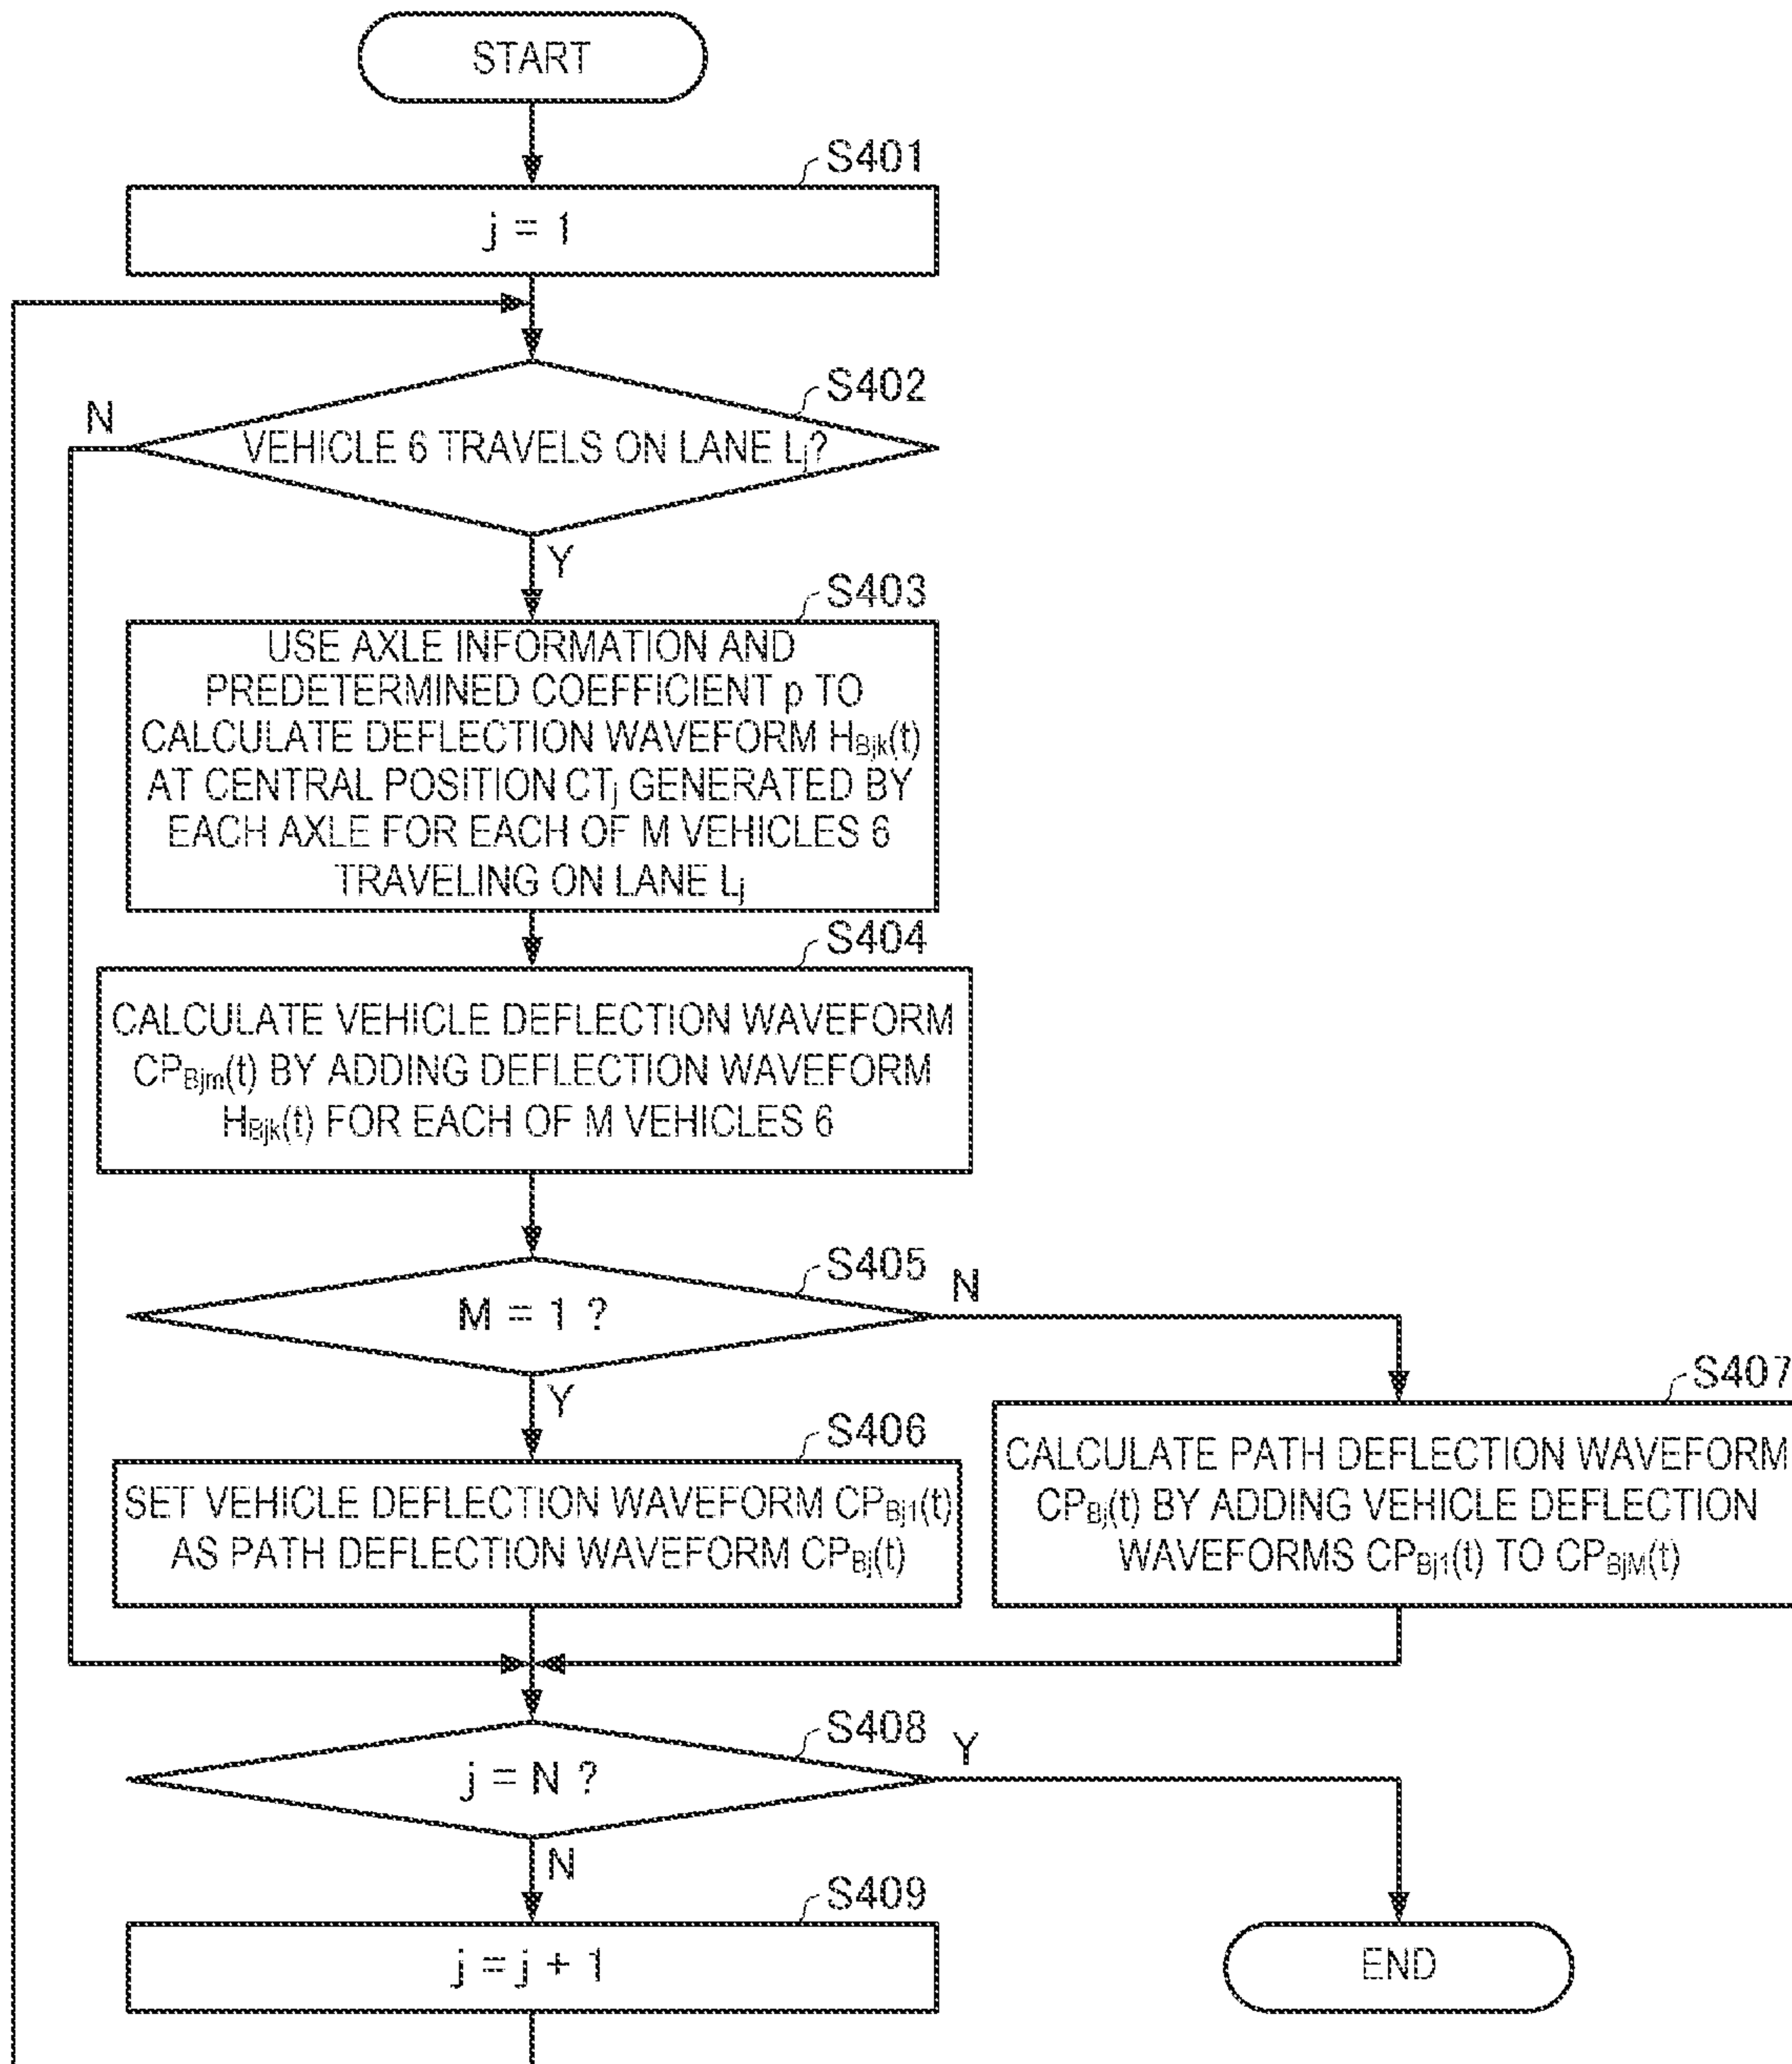 START
S401
j = 1
S402
N
VEHICLE 6 TRAVELS ON LANE Lj?
Y
S403
USE AXLE INFORMATION AND
PREDETERMINED COEFFICIENT p TO
CALCULATE DEFLECTION WAVEFORM HBjk(t)
AT CENTRAL POSITION CTj GENERATED BY
EACH AXLE FOR EACH OF M VEHICLES 6
TRAVELING ON LANE Lj
S404
CALCULATE VEHICLE DEFLECTION WAVEFORM
CPBjm(t) BY ADDING DEFLECTION WAVEFORM
HBjk(t) FOR EACH OF M VEHICLES 6
S405
N
M = 1 ?
Y
S406
SET VEHICLE DEFLECTION WAVEFORM CPBj1(t)
AS PATH DEFLECTION WAVEFORM CPBj(t)
S407
CALCULATE PATH DEFLECTION WAVEFORM
CPBj(t) BY ADDING VEHICLE DEFLECTION
WAVEFORMS CPBj1(t) TO CPBjM(t)
S408
Y
j = N ?
N
S409
j = j + 1
END